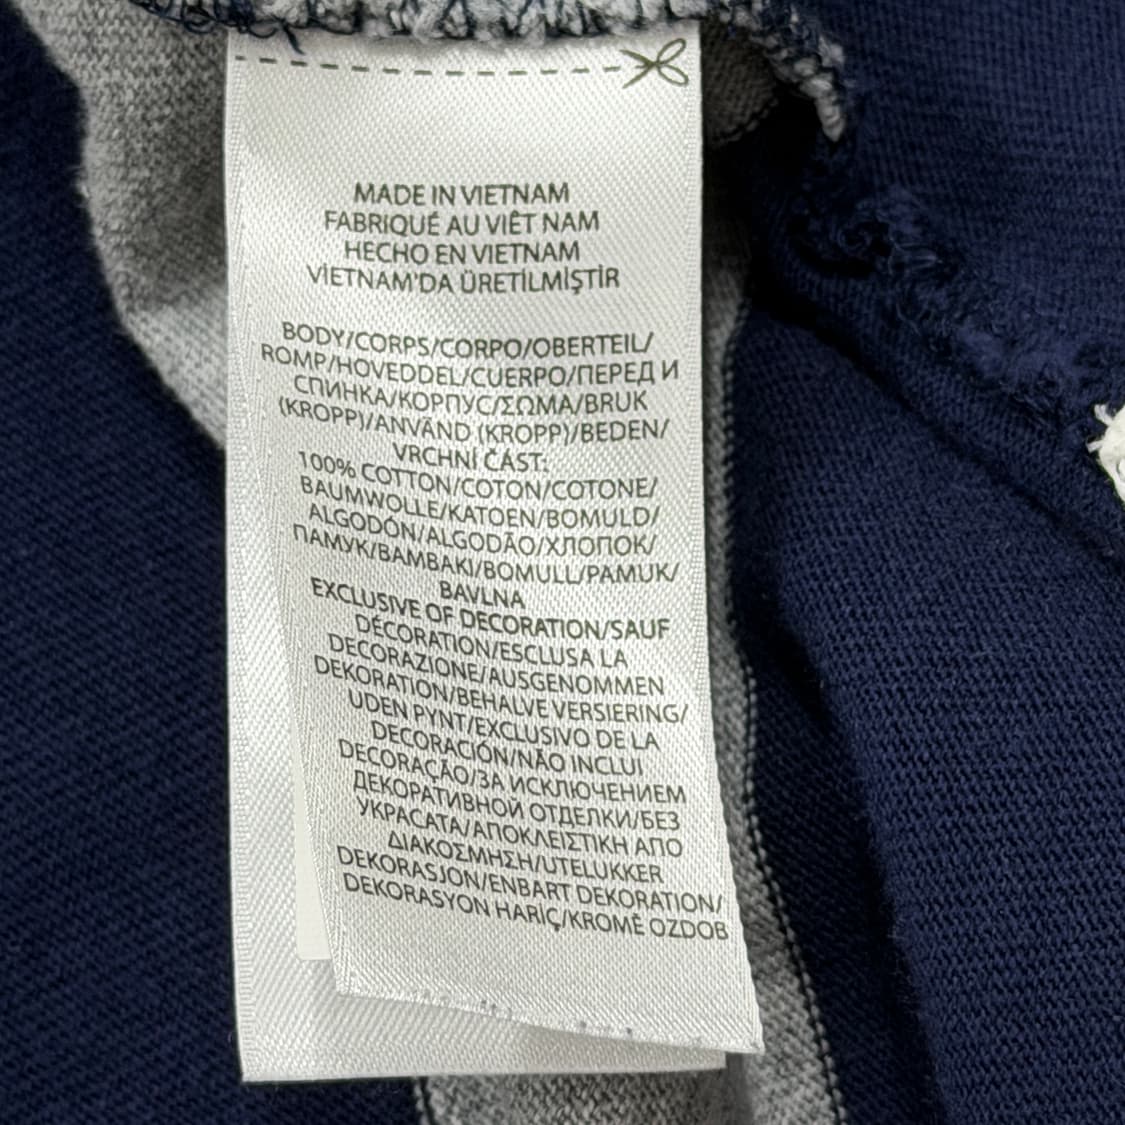 MADE IN VIETNAM
FABRIQUÉ AU VIÊT NAM
HECHO EN VIETNAM
VIETNAM'DA ÜRETİLMİŞTİR
BODY/CORPS/CORPO/OBERTEIL/
ROMP/HOVEDDEL/CUERPO/ПЕРЕД И
СПИНКА/КОРПУС/ΣΩΜΑ/BRUK
(KROPP)/ANVÄND (KROPP)/BEDEN/
VRCHNÍ ČÁST:
100% COTTON/COTON/COTONE/
BAUMWOLLE/KATOEN/BOMULD/
ALGODÓN/ALGODÃO/ХЛОПОК/
ПАМУК/BAMBAKI/BOMULL/PAMUK/
BAVLNA
EXCLUSIVE OF DECORATION/SAUF
DÉCORATION/ESCLUSA LA
DECORAZIONE/AUSGENOMMEN
DEKORATION/BEHALVE VERSIERING/
UDEN PYNT/EXCLUSIVO DE LA
DECORACIÓN/NÃO INCLUI
DECORAÇÃO/ЗА ИСКЛЮЧЕНИЕМ
ДЕКОРАТИВНОЙ ОТДЕЛКИ/БЕЗ
УКРАСАТА/ΑΠΟΚΛΕΙΣΤΙΚΗ ΑΠΟ
ΔΙΑΚΟΣΜΗΣΗ/UTELUKKER
DEKORASJON/ENBART DEKORATION/
DEKORASYON HARİÇ/KROMĚ OZDOB